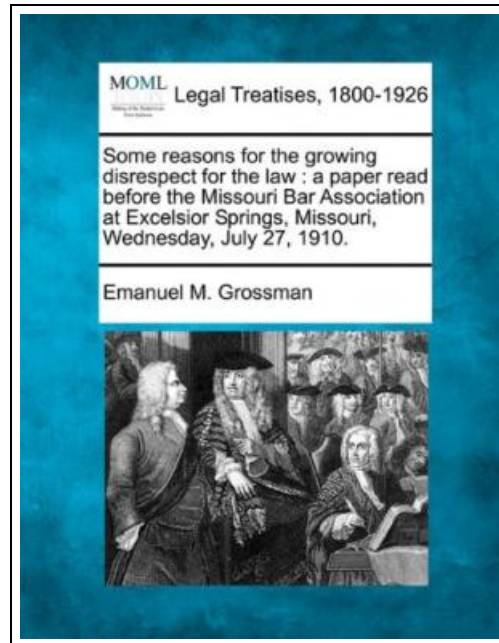 MOML
Legal Treatises, 1800-1926
Some reasons for the growing
disrespect for the law : a paper read
before the Missouri Bar Association
at Excelsior Springs, Missouri,
Wednesday, July 27, 1910.
Emanuel M. Grossman